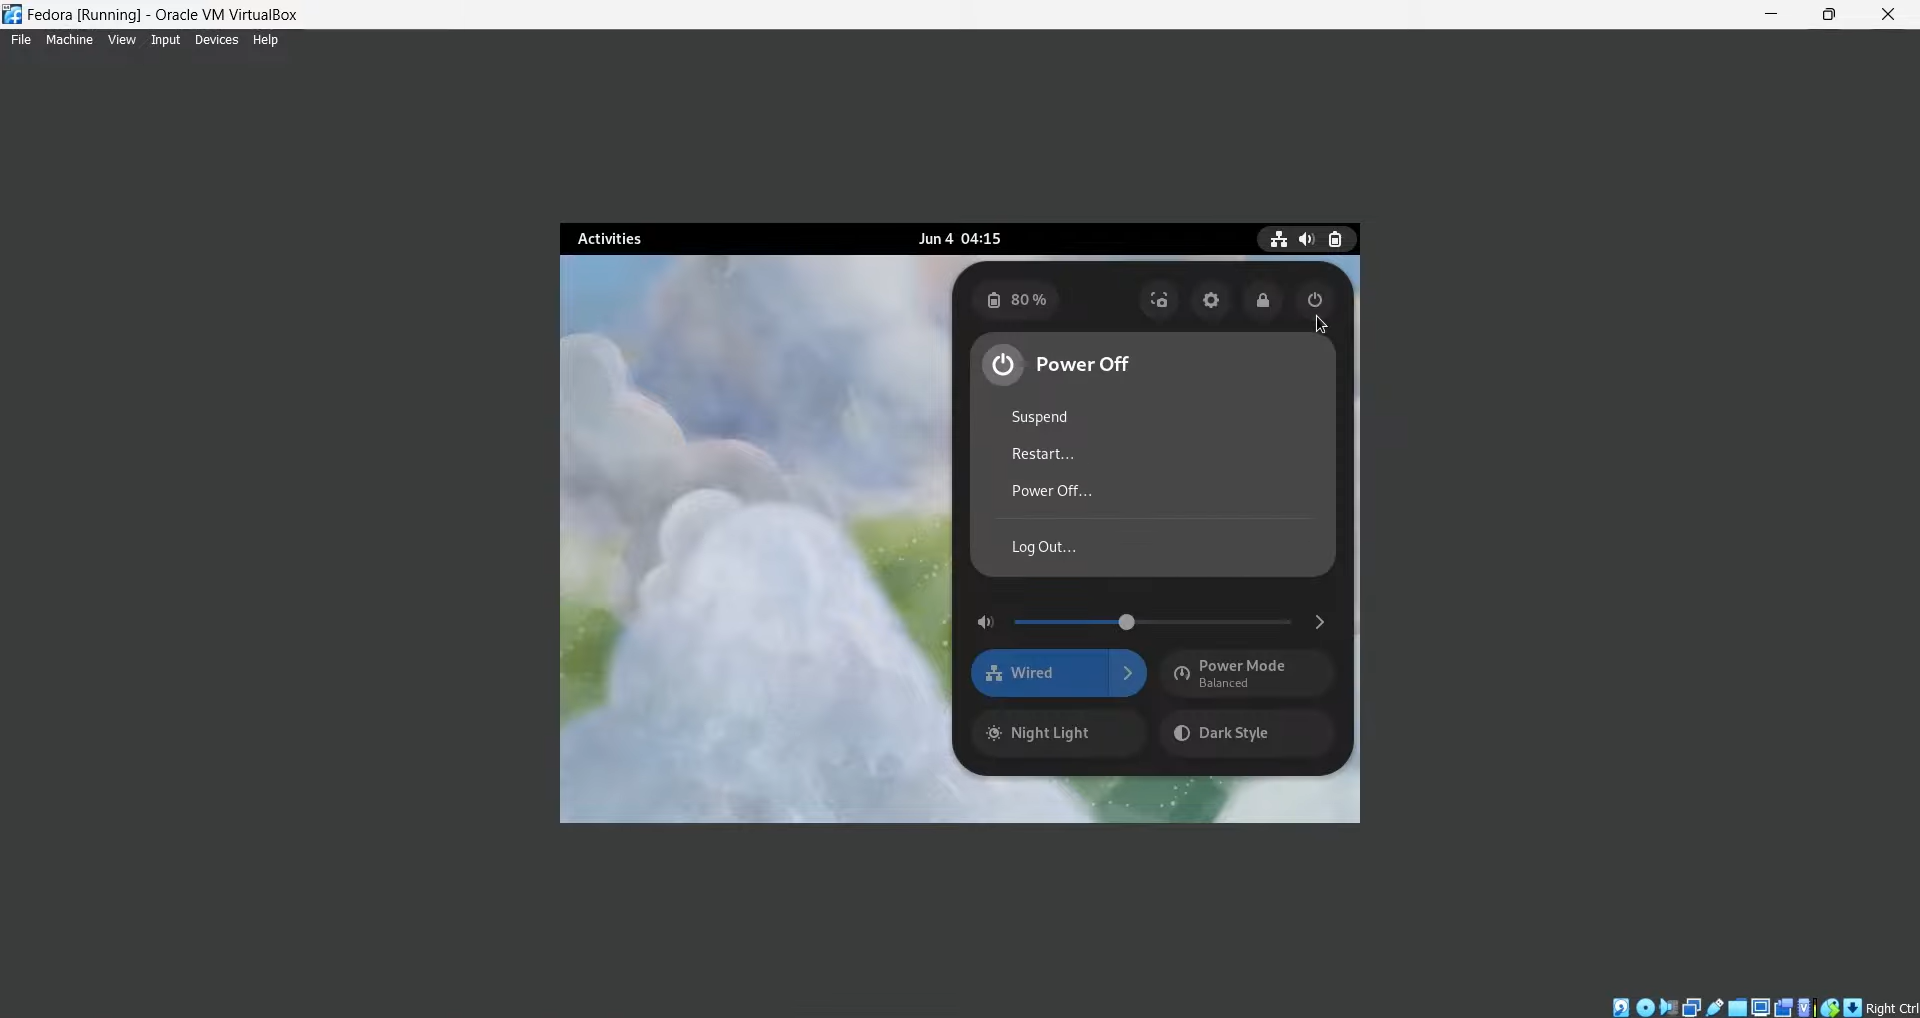 Fedora [Running] - Oracle VM VirtualBox
File Machine View Input Devices Help
Activities
Jun 4 04:15
80 %
Power Off
Suspend
Restart...
Power Off...
Log Out...
Wired
Power Mode
Balanced
Night Light
Dark Style
Right Ctrl